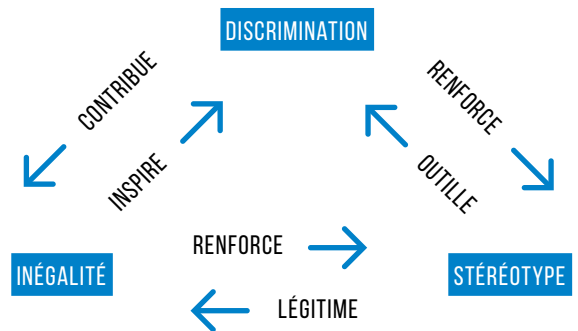 DISCRIMINATION
CONTRIBUE
RENFORCE
INSPIRE
OUTILLE
RENFORCE
INÉGALITÉ
STÉRÉOTYPE
LÉGITIME